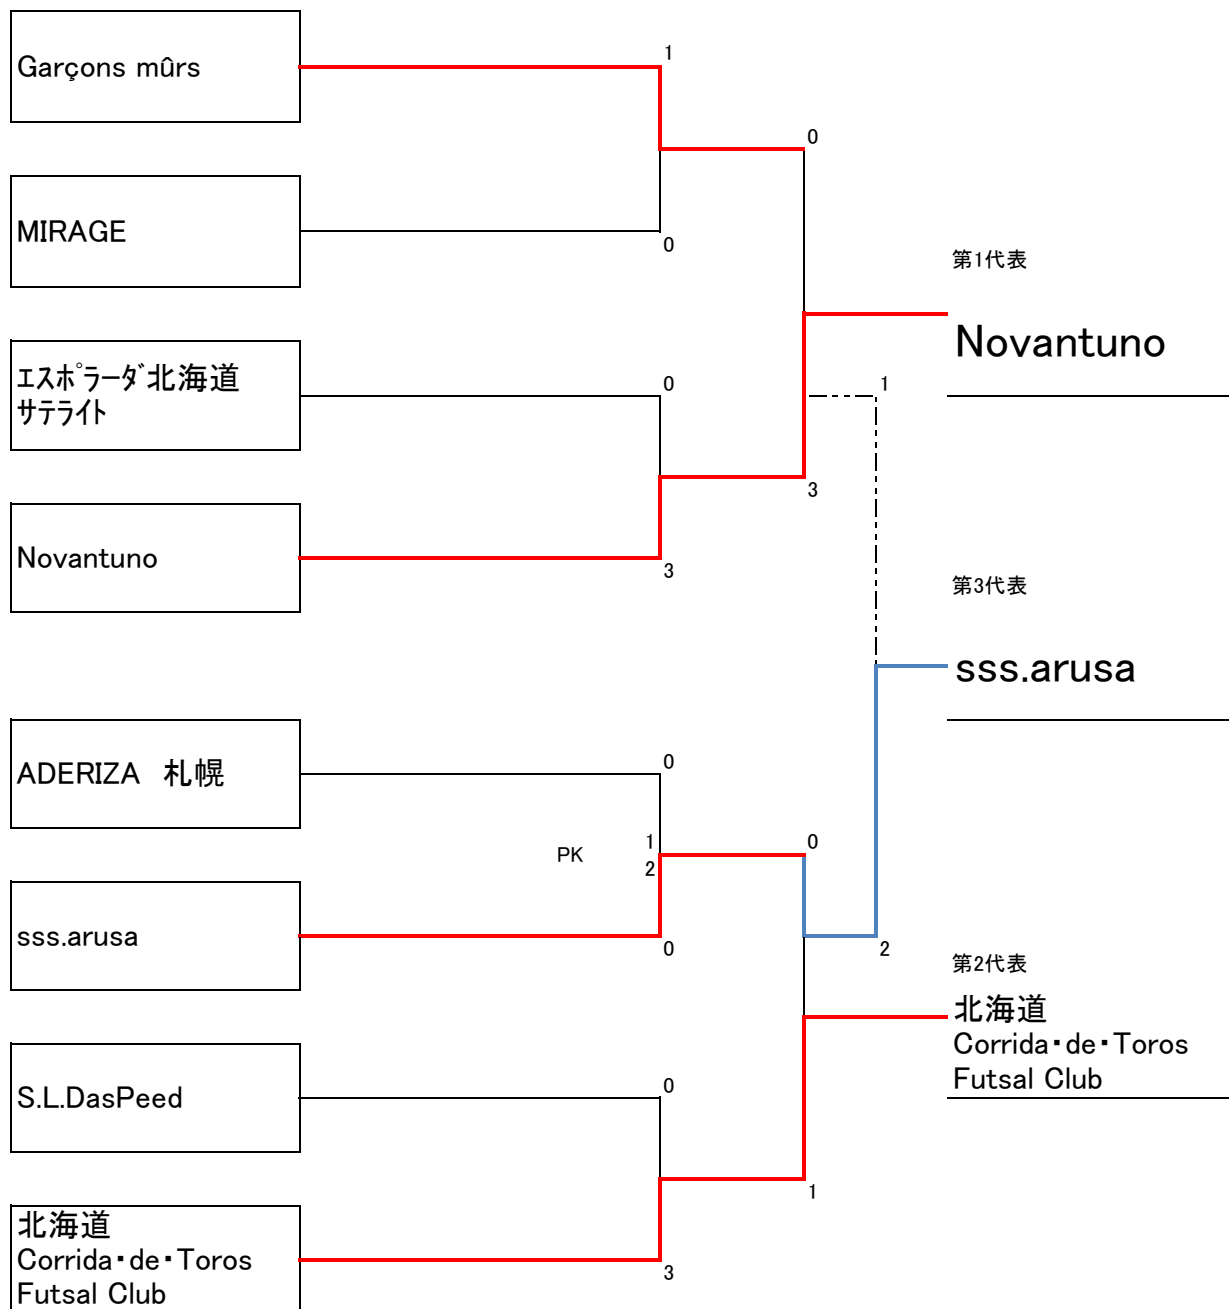 Garçons mûrs
1
0
MIRAGE
0
第1代表
Novantuno
ｴｽﾎﾟﾗｰﾀﾞ北海道
ｻﾃﾗｲﾄ
0
1
3
Novantuno
3
第3代表
sss.arusa
ADERIZA　札幌
0
PK
1
2
0
sss.arusa
0
2
第2代表
北海道
Corrida・de・Toros
Futsal Club
S.L.DasPeed
0
1
北海道
Corrida・de・Toros
Futsal Club
3